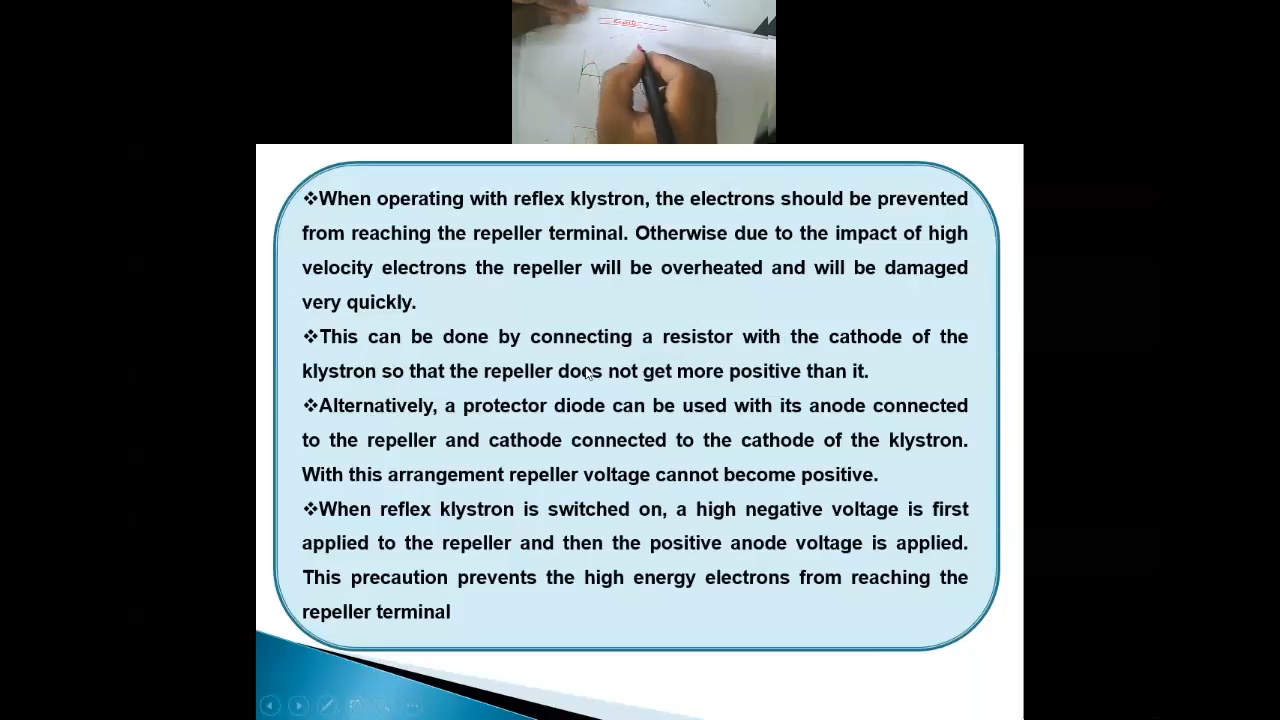 ❖When operating with reflex klystron, the electrons should be prevented
from reaching the repeller terminal. Otherwise due to the impact of high
velocity electrons the repeller will be overheated and will be damaged
very quickly.
❖This can be done by connecting a resistor with the cathode of the
klystron so that the repeller does not get more positive than it.
❖Alternatively, a protector diode can be used with its anode connected
to the repeller and cathode connected to the cathode of the klystron.
With this arrangement repeller voltage cannot become positive.
❖When reflex klystron is switched on, a high negative voltage is first
applied to the repeller and then the positive anode voltage is applied.
This precaution prevents the high energy electrons from reaching the
repeller terminal